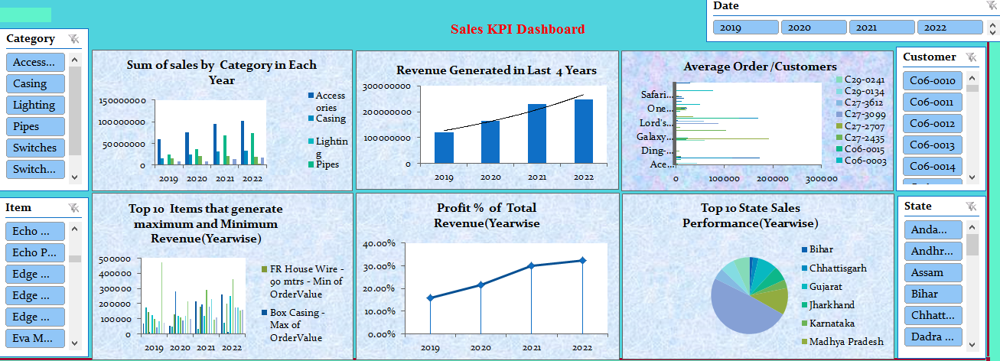 Date
2019 2020 2021 2022
Sales KPI Dashboard
Category
Access...
Casing
Lighting
Pipes
Switches
Switch...
Sum of sales by Category in Each
Year
150000000
100000000
50000000
0
2019 2020 2021 2022
Access
ories
Casing
Lightin
g
Pipes
Revenue Generated in Last 4 Years
300000000
200000000
100000000
0
2019 2020 2021 2022
Average Order /Customers
Safari...
One...
Lord's...
Galaxy...
Ding-...
Ace...
0 100000 200000 300000
C29-0241
C29-0134
C27-3612
C27-3099
C27-2707
C27-2435
C06-0015
C06-0003
Customer
C06-0010
C06-0011
C06-0012
C06-0013
C06-0014
Item
Echo ...
Echo P...
Edge ...
Edge ...
Edge ...
Eva M...
Top 10 Items that generate
maximum and Minimum
Revenue(Yearwise)
500000
400000
300000
200000
100000
0
2019 2020 2021 2022
FR House Wire -
90 mtrs - Min of
OrderValue
Box Casing -
Max of
OrderValue
Profit % of Total
Revenue(Yearwise
40.00%
30.00%
20.00%
10.00%
0.00%
2019 2020 2021 2022
Top 10 State Sales
Performance(Yearwise)
Bihar
Chhattisgarh
Gujarat
Jharkhand
Karnataka
Madhya Pradesh
State
Anda...
Andhr...
Assam
Bihar
Chhatt...
Dadra ...